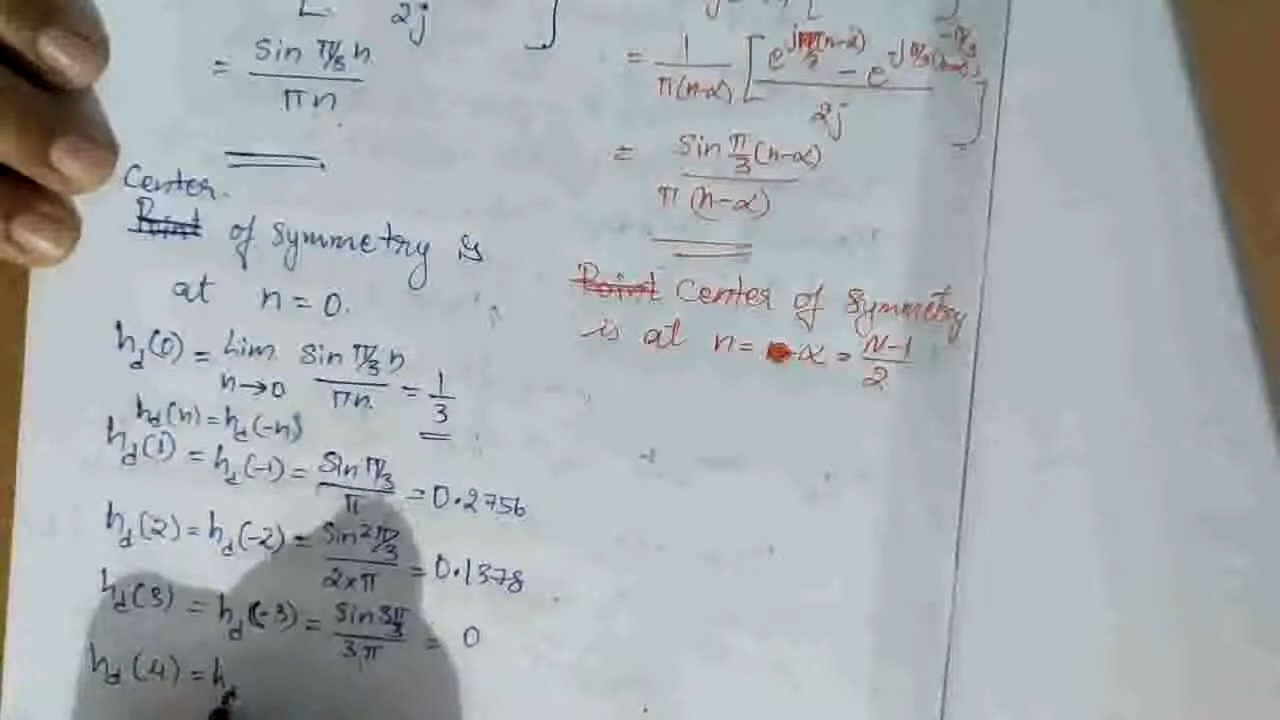 2j
= Sin π/3 n
πn
Center.
Point of symmetry is
at n = 0.
h_d(0) = Lim n→0 Sin π/3 n / πn = 1/3
h_d(n) = h_d(-n)
h_d(1) = h_d(-1) = Sin π/3 / π = 0.2756
h_d(2) = h_d(-2) = Sin 2π/3 / 2×π = 0.1378
h_d(3) = h_d(-3) = Sin 3π/3 / 3π = 0
h_d(4) = h_d
= 1 / π(n-α) [
2j
= Sin π/3 (n-α)
π (n-α)
Point Center of Symmetry
is at n = α = N-1 / 2